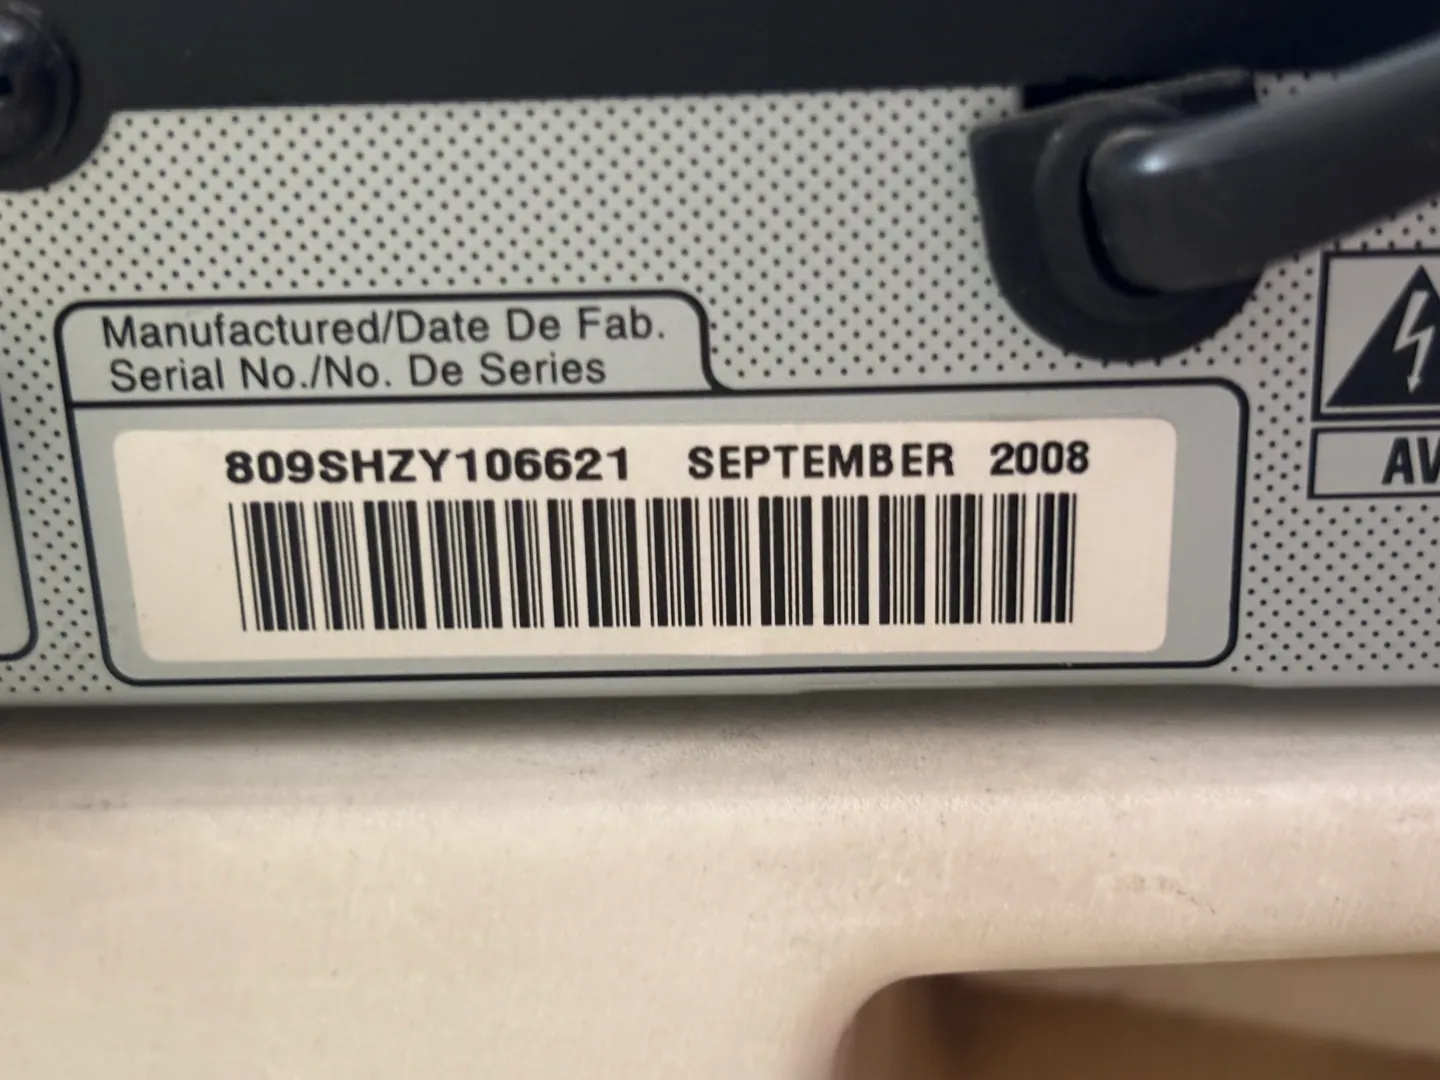 Manufactured/Date De Fab.
Serial No./No. De Series
809SHZY106621 SEPTEMBER 2008
AV